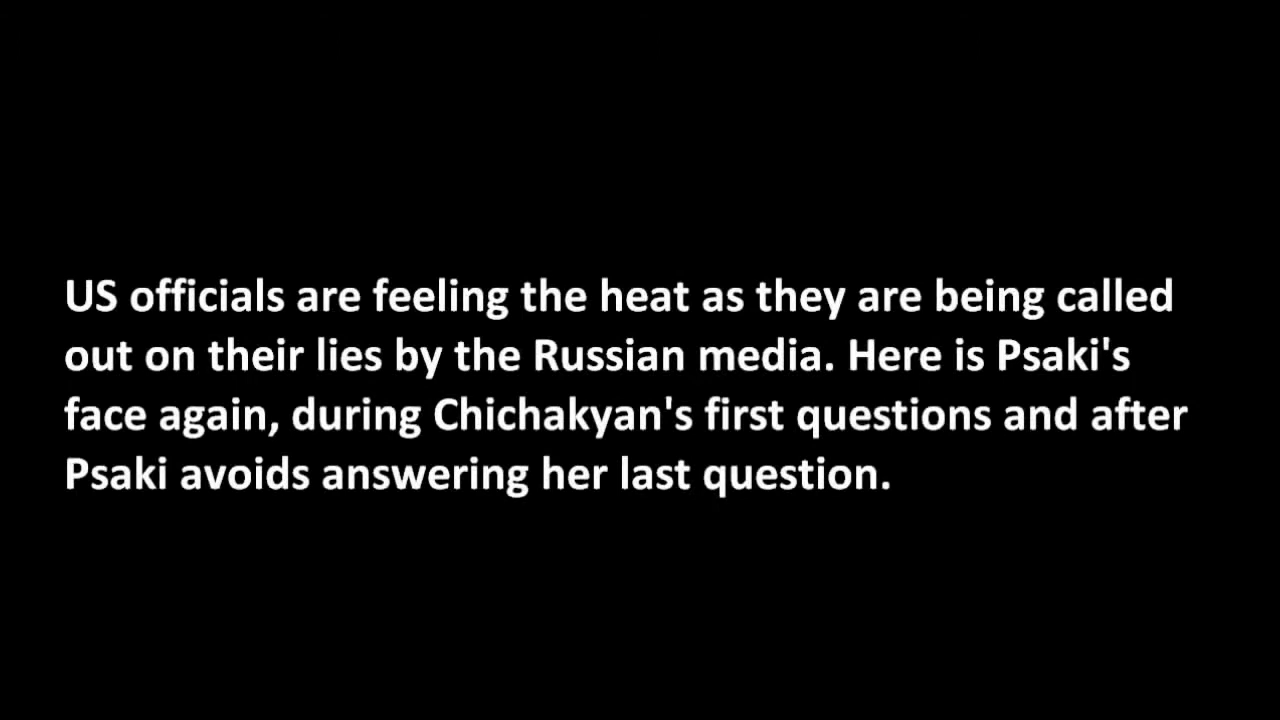 US officials are feeling the heat as they are being called
out on their lies by the Russian media. Here is Psaki's
face again, during Chichakyan's first questions and after
Psaki avoids answering her last question.